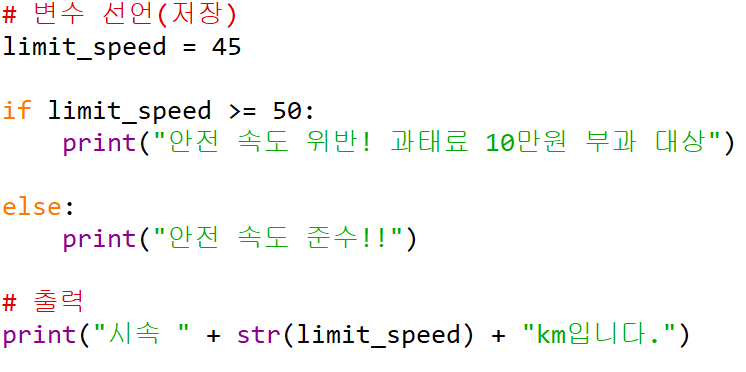 # 변수 선언(저장)
limit_speed = 45
if limit_speed >= 50:
    print("안전 속도 위반! 과태료 10만원 부과 대상")
else:
    print("안전 속도 준수!!")
# 출력
print("시속 " + str(limit_speed) + "km입니다.")